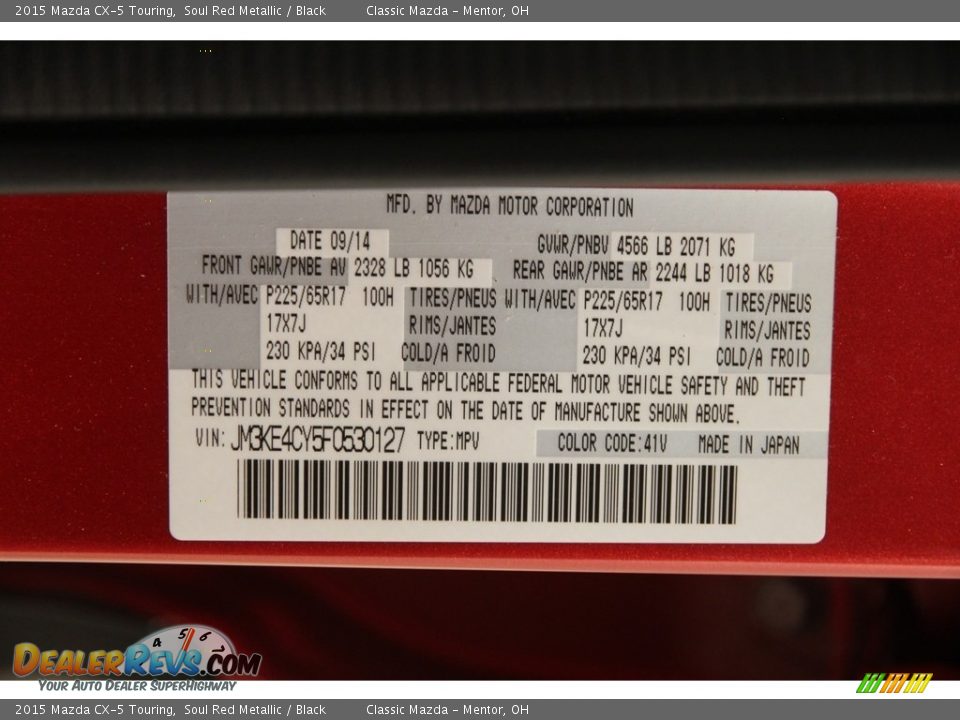 2015 Mazda CX-5 Touring, Soul Red Metallic / Black Classic Mazda - Mentor, OH
MFD. BY MAZDA MOTOR CORPORATION
DATE 09/14 GVWR/PNBV 4566 LB 2071 KG
FRONT GAWR/PNBE AV 2328 LB 1056 KG REAR GAWR/PNBE AR 2244 LB 1018 KG
WITH/AVEC P225/65R17 100H TIRES/PNEUS WITH/AVEC P225/65R17 100H TIRES/PNEUS
17X7J RIMS/JANTES 17X7J RIMS/JANTES
230 KPA/34 PSI COLD/A FROID 230 KPA/34 PSI COLD/A FROID
THIS VEHICLE CONFORMS TO ALL APPLICABLE FEDERAL MOTOR VEHICLE SAFETY AND THEFT
PREVENTION STANDARDS IN EFFECT ON THE DATE OF MANUFACTURE SHOWN ABOVE.
VIN: JM3KE4CY5F0530127 TYPE:MPV COLOR CODE:41V MADE IN JAPAN
4 5 6
DEALERREVS.COM
YOUR AUTO DEALER SUPERHIGHWAY
2015 Mazda CX-5 Touring, Soul Red Metallic / Black Classic Mazda - Mentor, OH